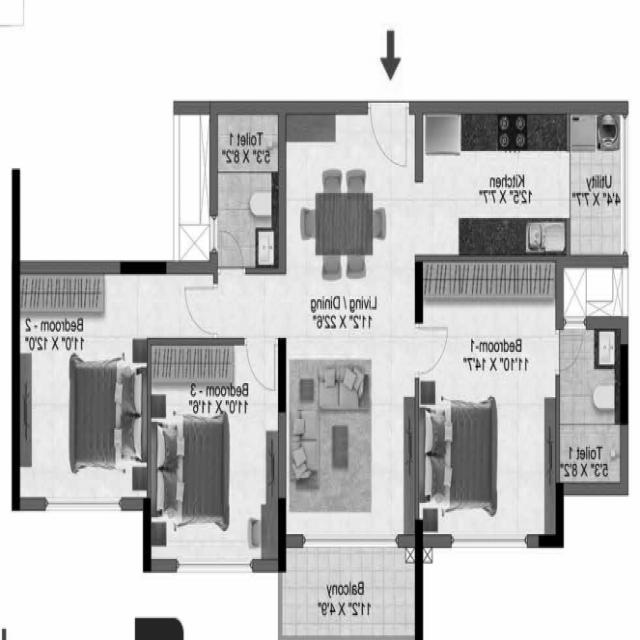 Toilet 1
5'3" X 8'2"
Kitchen
12'5" X 7'7"
Utility
4'4" X 7'7"
Living / Dining
11'2" X 22'6"
Bedroom - 2
11'0" X 12'0"
Bedroom-1
11'10" X 14'7"
Bedroom - 3
11'0" X 11'6"
Toilet 1
5'3" X 8'2"
Balcony
11'2" X 4'9"